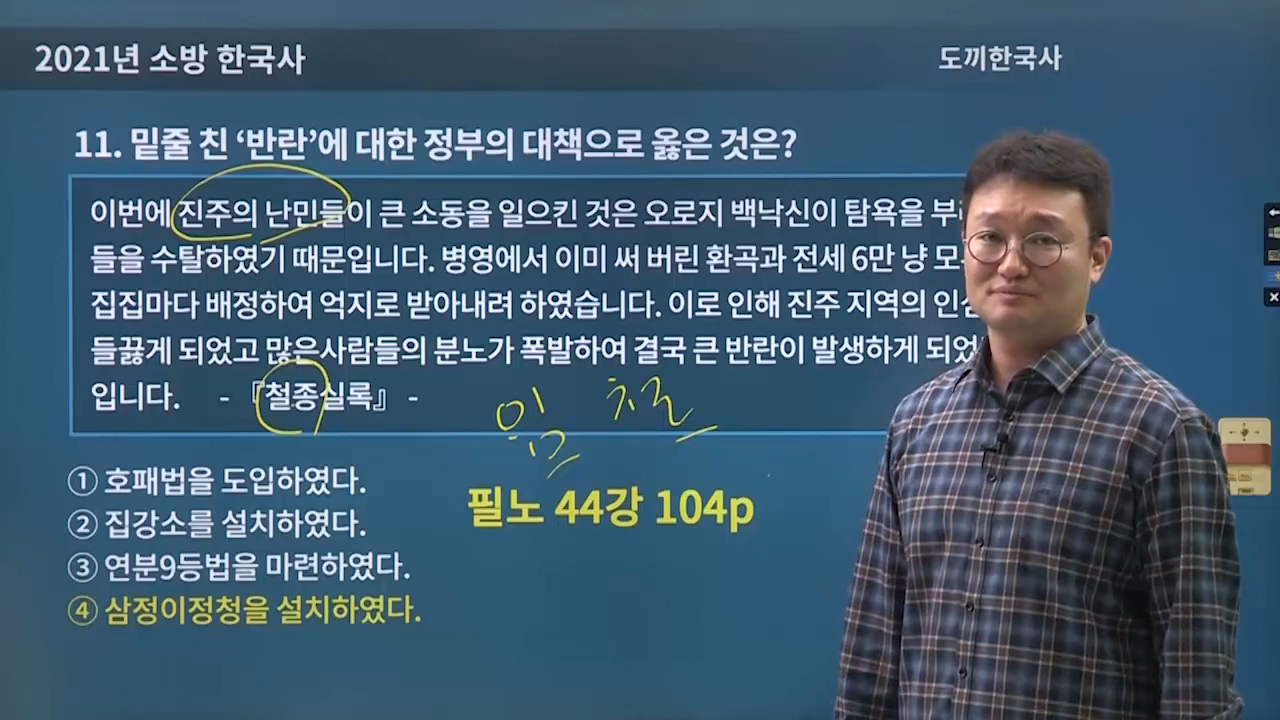 2021년 소방 한국사
도끼한국사
11. 밑줄 친 ‘반란’에 대한 정부의 대책으로 옳은 것은?
이번에 진주의 난민들이 큰 소동을 일으킨 것은 오로지 백낙신이 탐욕을
들을 수탈하였기 때문입니다. 병영에서 이미 써 버린 환곡과 전세 6만 냥
집집마다 배정하여 억지로 받아내려 하였습니다. 이로 인해 진주 지역의
들끓게 되었고 많은사람들의 분노가 폭발하여 결국 큰 반란이 발생하게
입니다. - 『철종실록』 -
임 철
① 호패법을 도입하였다.
② 집강소를 설치하였다.
③ 연분9등법을 마련하였다.
④ 삼정이정청을 설치하였다.
필노 44강 104p